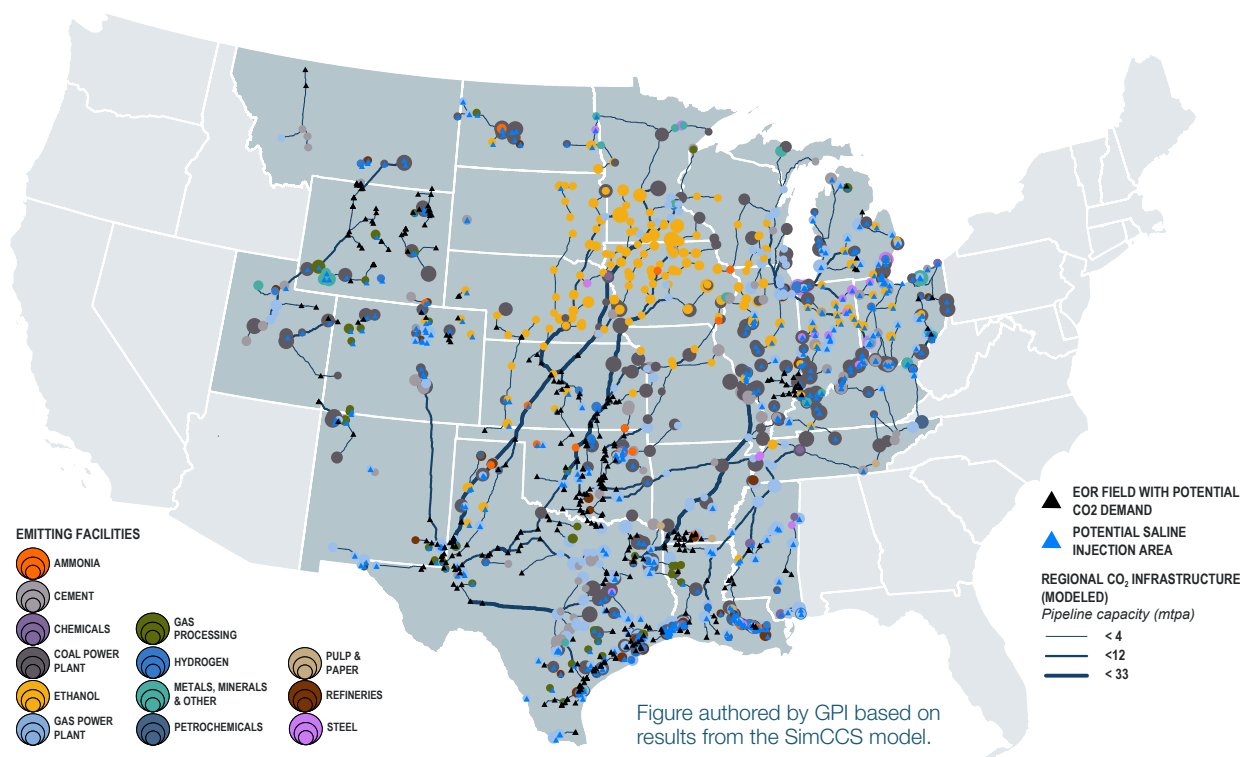 EMITTING FACILITIES
AMMONIA
CEMENT
CHEMICALS
COAL POWER
PLANT
ETHANOL
GAS POWER
PLANT
GAS
PROCESSING
HYDROGEN
METALS, MINERALS
& OTHER
PETROCHEMICALS
PULP &
PAPER
REFINERIES
STEEL
EOR FIELD WITH POTENTIAL
CO2 DEMAND
POTENTIAL SALINE
INJECTION AREA
REGIONAL CO₂ INFRASTRUCTURE
(MODELED)
Pipeline capacity (mtpa)
< 4
<12
< 33
Figure authored by GPI based on
results from the SimCCS model.